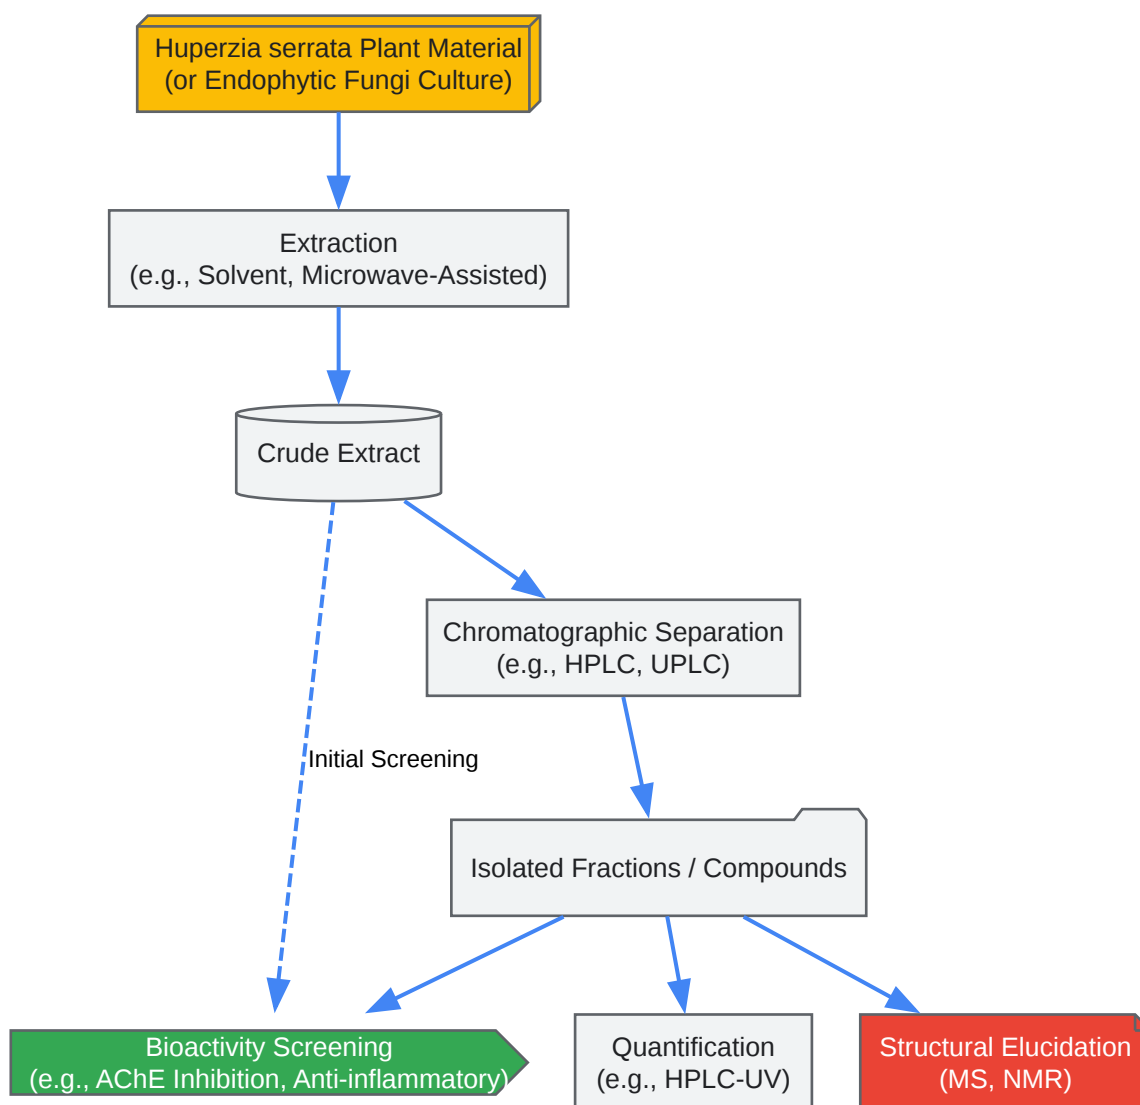 Huperzia serrata Plant Material
(or Endophytic Fungi Culture)
Extraction
(e.g., Solvent, Microwave-Assisted)
Crude Extract
Chromatographic Separation
(e.g., HPLC, UPLC)
Initial Screening
Isolated Fractions / Compounds
Bioactivity Screening
(e.g., AChE Inhibition, Anti-inflammatory)
Quantification
(e.g., HPLC-UV)
Structural Elucidation
(MS, NMR)